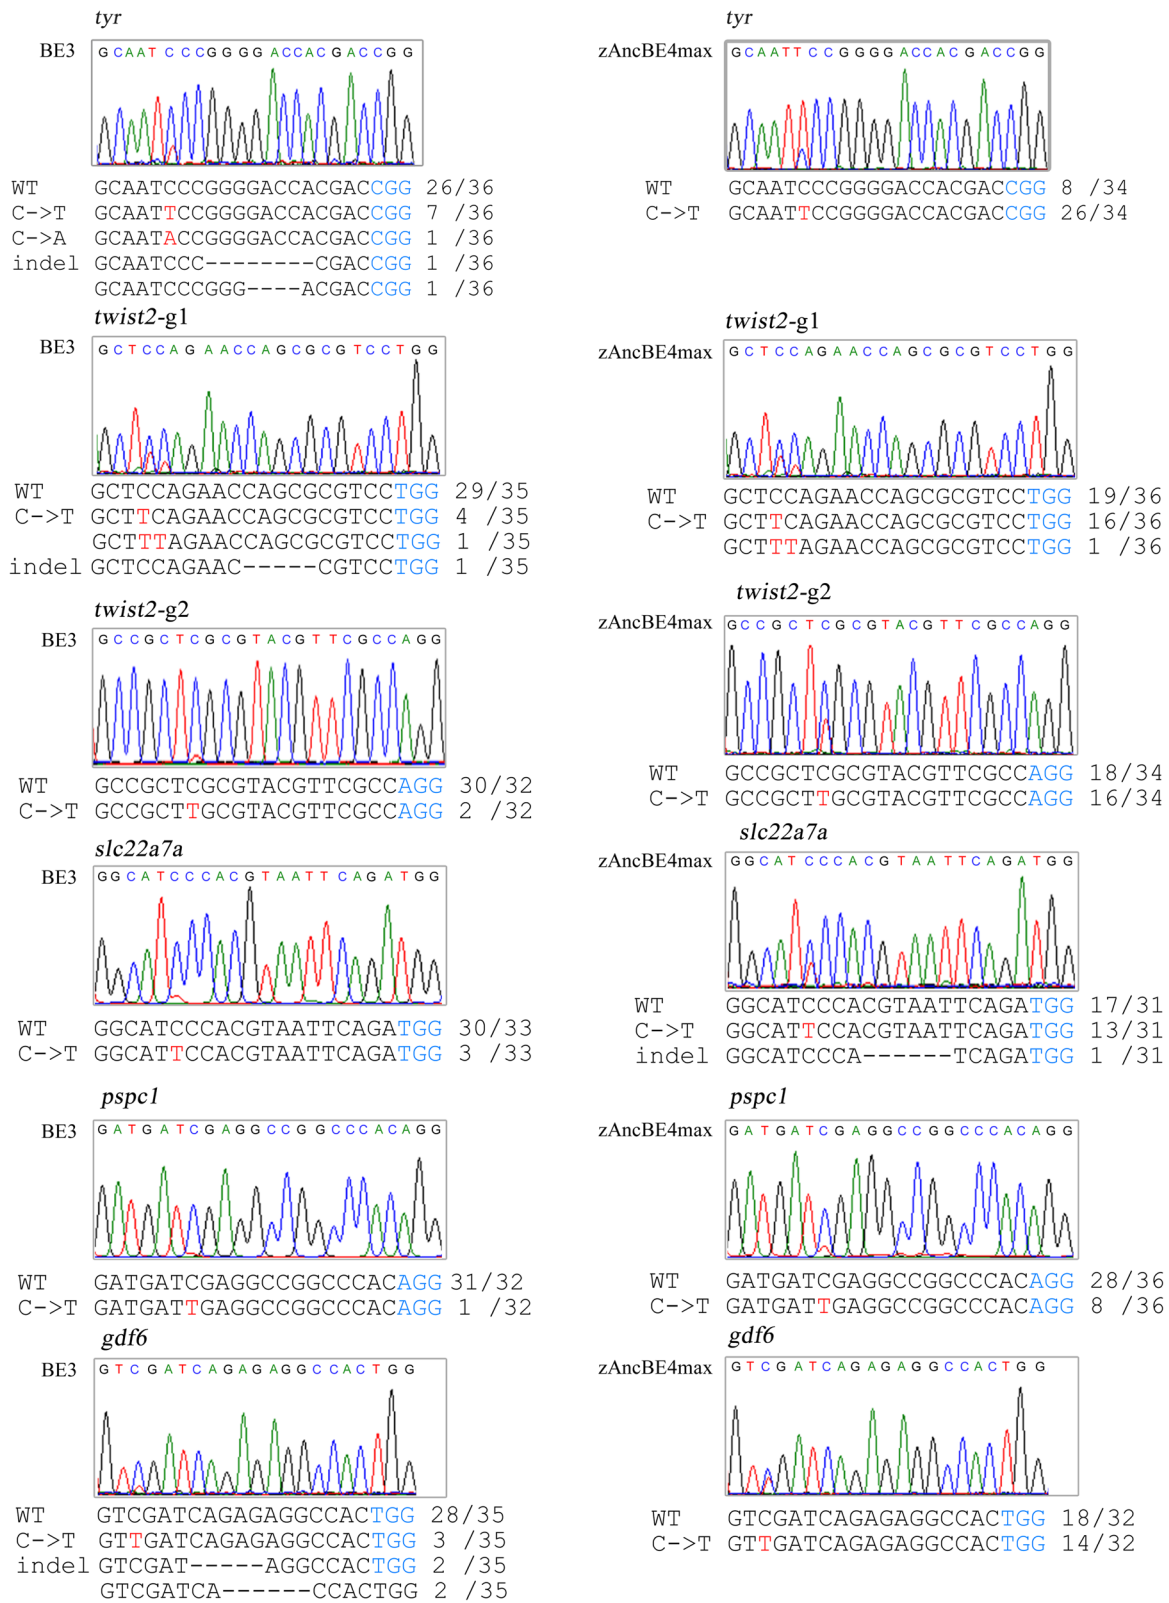 tyr
BE3
GCAATCCCGGGGACCACGACCGG
WT GCAATCCCGGGGACCACGACCGG 26/36
C->T GCAATTCCGGGGACCACGACCGG 7 /36
C->A GCAATACCGGGGACCACGACCGG 1 /36
indel GCAATCCC--------CGACCGG 1 /36
GCAATCCCGGG----ACGACCGG 1 /36
tyr
zAncBE4max
GCAATTCCGGGGACCACGACCGG
WT GCAATCCCGGGGACCACGACCGG 8 /34
C->T GCAATTCCGGGGACCACGACCGG 26/34
twist2-g1
BE3
GCTCCAGAACCAGCGCGTCCTGG
WT GCTCCAGAACCAGCGCGTCCTGG 29/35
C->T GCTTCAGAACCAGCGCGTCCTGG 4 /35
GCTTTAGAACCAGCGCGTCCTGG 1 /35
indel GCTCCAGAAC-----CGTCCTGG 1 /35
twist2-g1
zAncBE4max
GCTCCAGAACCAGCGCGTCCTGG
WT GCTCCAGAACCAGCGCGTCCTGG 19/36
C->T GCTTCAGAACCAGCGCGTCCTGG 16/36
GCTTTAGAACCAGCGCGTCCTGG 1 /36
twist2-g2
BE3
GCCGCTCGCGTACGTTCGCCAGG
WT GCCGCTCGCGTACGTTCGCCAGG 30/32
C->T GCCGCTTGCGTACGTTCGCCAGG 2 /32
twist2-g2
zAncBE4max
GCCGCTCGCGTACGTTCGCCAGG
WT GCCGCTCGCGTACGTTCGCCAGG 18/34
C->T GCCGCTTGCGTACGTTCGCCAGG 16/34
slc22a7a
BE3
GGCATCCCACGTAATTCAGATGG
WT GGCATCCCACGTAATTCAGATGG 30/33
C->T GGCATTCCACGTAATTCAGATGG 3 /33
slc22a7a
zAncBE4max
GGCATCCCACGTAATTCAGATGG
WT GGCATCCCACGTAATTCAGATGG 17/31
C->T GGCATTCCACGTAATTCAGATGG 13/31
indel GGCATCCCA------TCAGATGG 1 /31
pspc1
BE3
GATGATCGAGGCCGGCCCACAGG
WT GATGATCGAGGCCGGCCCACAGG 31/32
C->T GATGATTGAGGCCGGCCCACAGG 1 /32
pspc1
zAncBE4max
GATGATCGAGGCCGGCCCACAGG
WT GATGATCGAGGCCGGCCCACAGG 28/36
C->T GATGATTGAGGCCGGCCCACAGG 8 /36
gdf6
BE3
GTCGATCAGAGAGGCCACTGG
WT GTCGATCAGAGAGGCCACTGG 28/35
C->T GTTGATCAGAGAGGCCACTGG 3 /35
indel GTCGAT-----AGGCCACTGG 2 /35
GTCGATCA------CCACTGG 2 /35
gdf6
zAncBE4max
GTCGATCAGAGAGGCCACTGG
WT GTCGATCAGAGAGGCCACTGG 18/32
C->T GTTGATCAGAGAGGCCACTGG 14/32